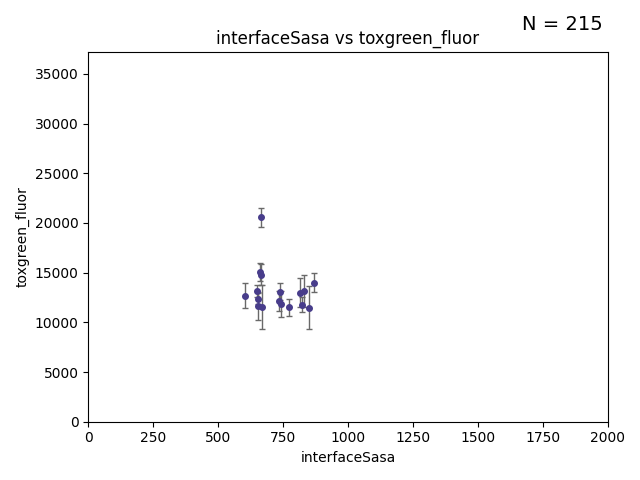 N = 215
interfaceSasa vs toxgreen_fluor
35000
30000
25000
20000
15000
10000
5000
0
toxgreen_fluor
0 250 500 750 1000 1250 1500 1750 2000
interfaceSasa